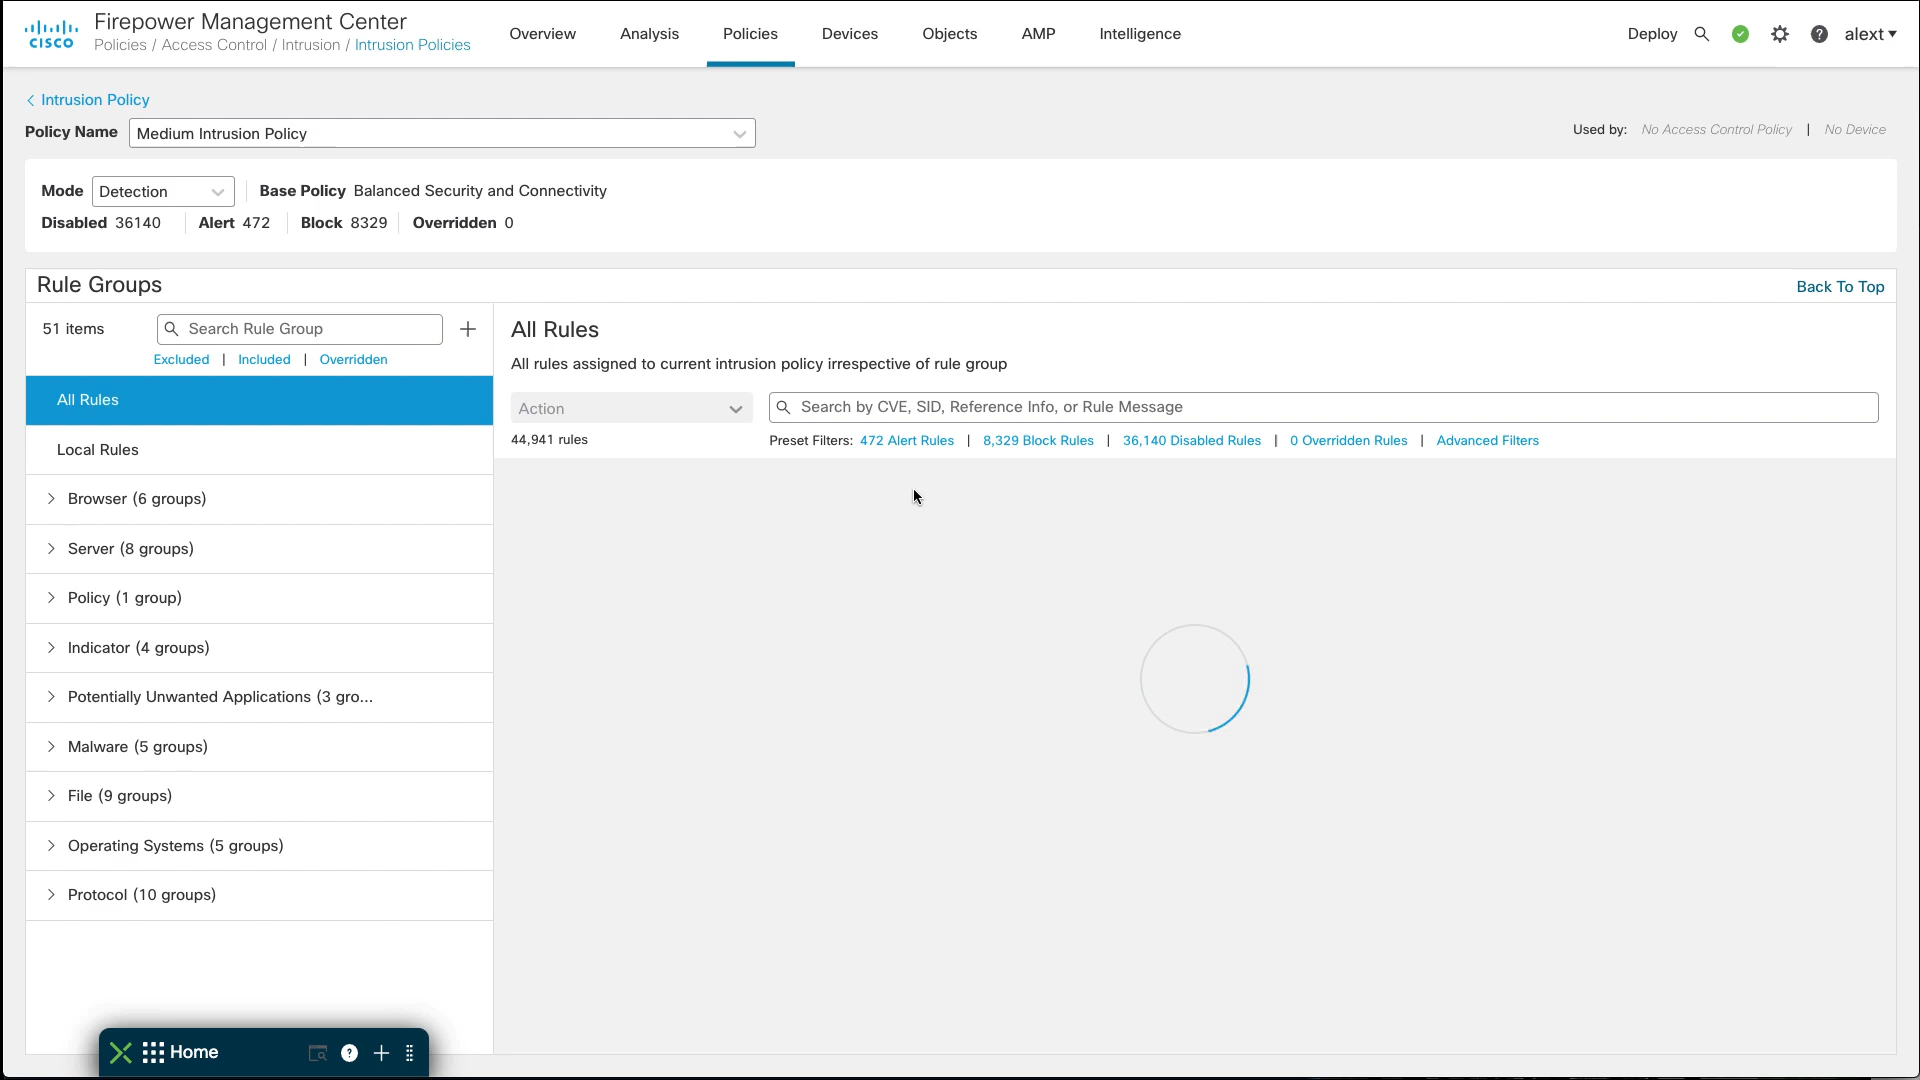 cisco
Firepower Management Center
Policies / Access Control / Intrusion / Intrusion Policies
Overview
Analysis
Policies
Devices
Objects
AMP
Intelligence
Deploy
alext
Intrusion Policy
Policy Name Medium Intrusion Policy
Used by: No Access Control Policy | No Device
Mode Detection Base Policy Balanced Security and Connectivity
Disabled 36140 Alert 472 Block 8329 Overridden 0
Rule Groups
Back To Top
51 items
Search Rule Group
Excluded | Included | Overridden
All Rules
Local Rules
Browser (6 groups)
Server (8 groups)
Policy (1 group)
Indicator (4 groups)
Potentially Unwanted Applications (3 gro...
Malware (5 groups)
File (9 groups)
Operating Systems (5 groups)
Protocol (10 groups)
All Rules
All rules assigned to current intrusion policy irrespective of rule group
Action
Search by CVE, SID, Reference Info, or Rule Message
44,941 rules
Preset Filters: 472 Alert Rules | 8,329 Block Rules | 36,140 Disabled Rules | 0 Overridden Rules | Advanced Filters
Home